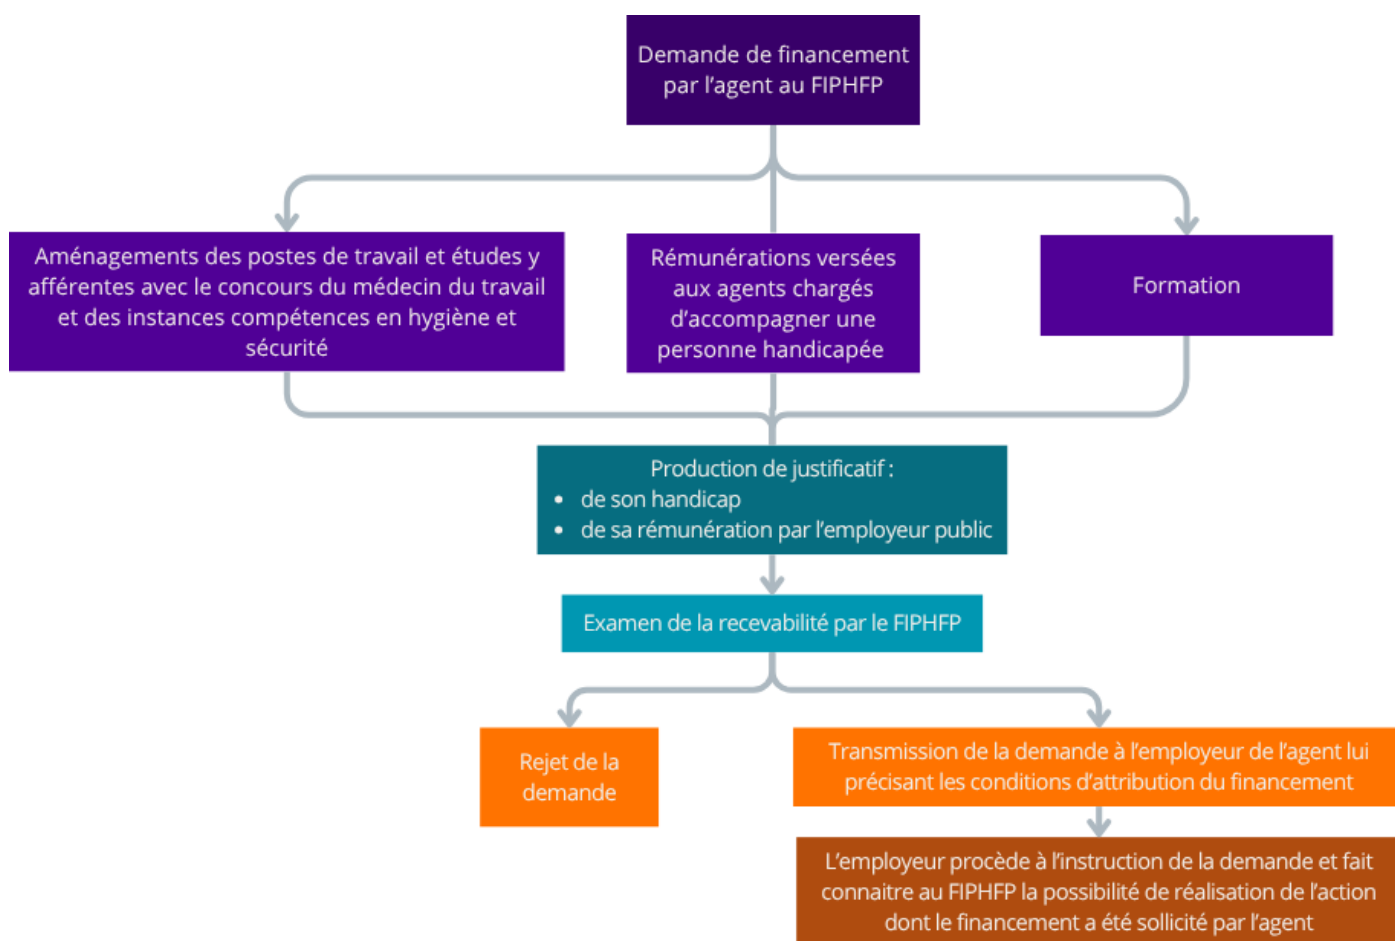 Demande de financement
par l'agent au FIPHFP
Aménagements des postes de travail et études y
afférentes avec le concours du médecin du travail
et des instances compétences en hygiène et
sécurité
Rémunérations versées
aux agents chargés
d'accompagner une
personne handicapée
Formation
Production de justificatif :
• de son handicap
• de sa rémunération par l'employeur public
Examen de la recevabilité par le FIPHFP
Rejet de la
demande
Transmission de la demande à l'employeur de l'agent lui
précisant les conditions d'attribution du financement
L'employeur procède à l'instruction de la demande et fait
connaitre au FIPHFP la possibilité de réalisation de l'action
dont le financement a été sollicité par l'agent